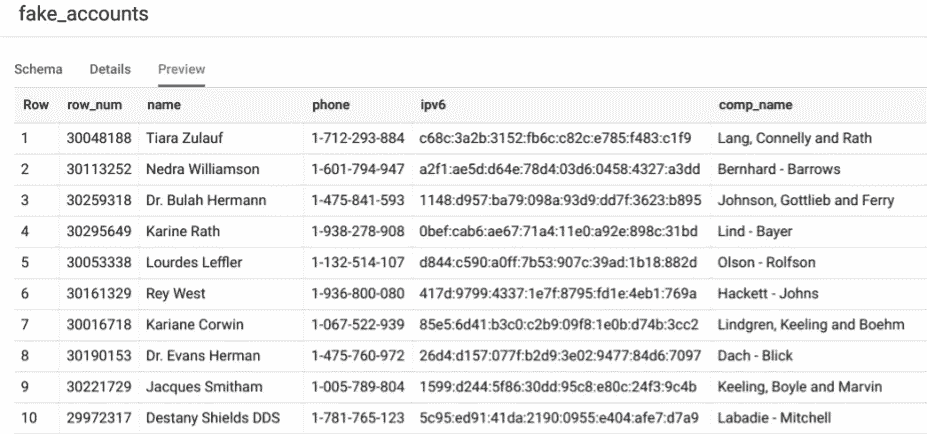 fake_accounts
Schema Details Preview
Row row_num name phone ipv6 comp_name
1 30048188 Tiara Zulauf 1-712-293-884 c68c:3a2b:3152:fb6c:c82c:e785:f483:c1f9 Lang, Connelly and Rath
2 30113252 Nedra Williamson 1-601-794-947 a2f1:ae5d:d64e:78d4:03d6:0458:4327:a3dd Bernhard - Barrows
3 30259318 Dr. Bulah Hermann 1-475-841-593 1148:d957:ba79:098a:93d9:dd7f:3623:b895 Johnson, Gottlieb and Ferry
4 30295649 Karine Rath 1-938-278-908 0bef:cab6:ae67:71a4:11e0:a92e:898c:31bd Lind - Bayer
5 30053338 Lourdes Leffler 1-132-514-107 d844:c590:a0ff:7b53:907c:39ad:1b18:882d Olson - Rolfson
6 30161329 Rey West 1-936-800-080 417d:9799:4337:1e7f:8795:fd1e:4eb1:769a Hackett - Johns
7 30016718 Kariane Corwin 1-067-522-939 85e5:6d41:b3c0:c2b9:09f8:1e0b:d74b:3cc2 Lindgren, Keeling and Boehm
8 30190153 Dr. Evans Herman 1-475-760-972 26d4:d157:077f:b2d9:3e02:9477:84d6:7097 Dach - Blick
9 30221729 Jacques Smitham 1-005-789-804 1599:d244:5f86:30dd:95c8:e80c:24f3:9c4b Keeling, Boyle and Marvin
10 29972317 Destany Shields DDS 1-781-765-123 5c95:ed91:41da:2190:0955:e404:afe7:d7a9 Labadie - Mitchell